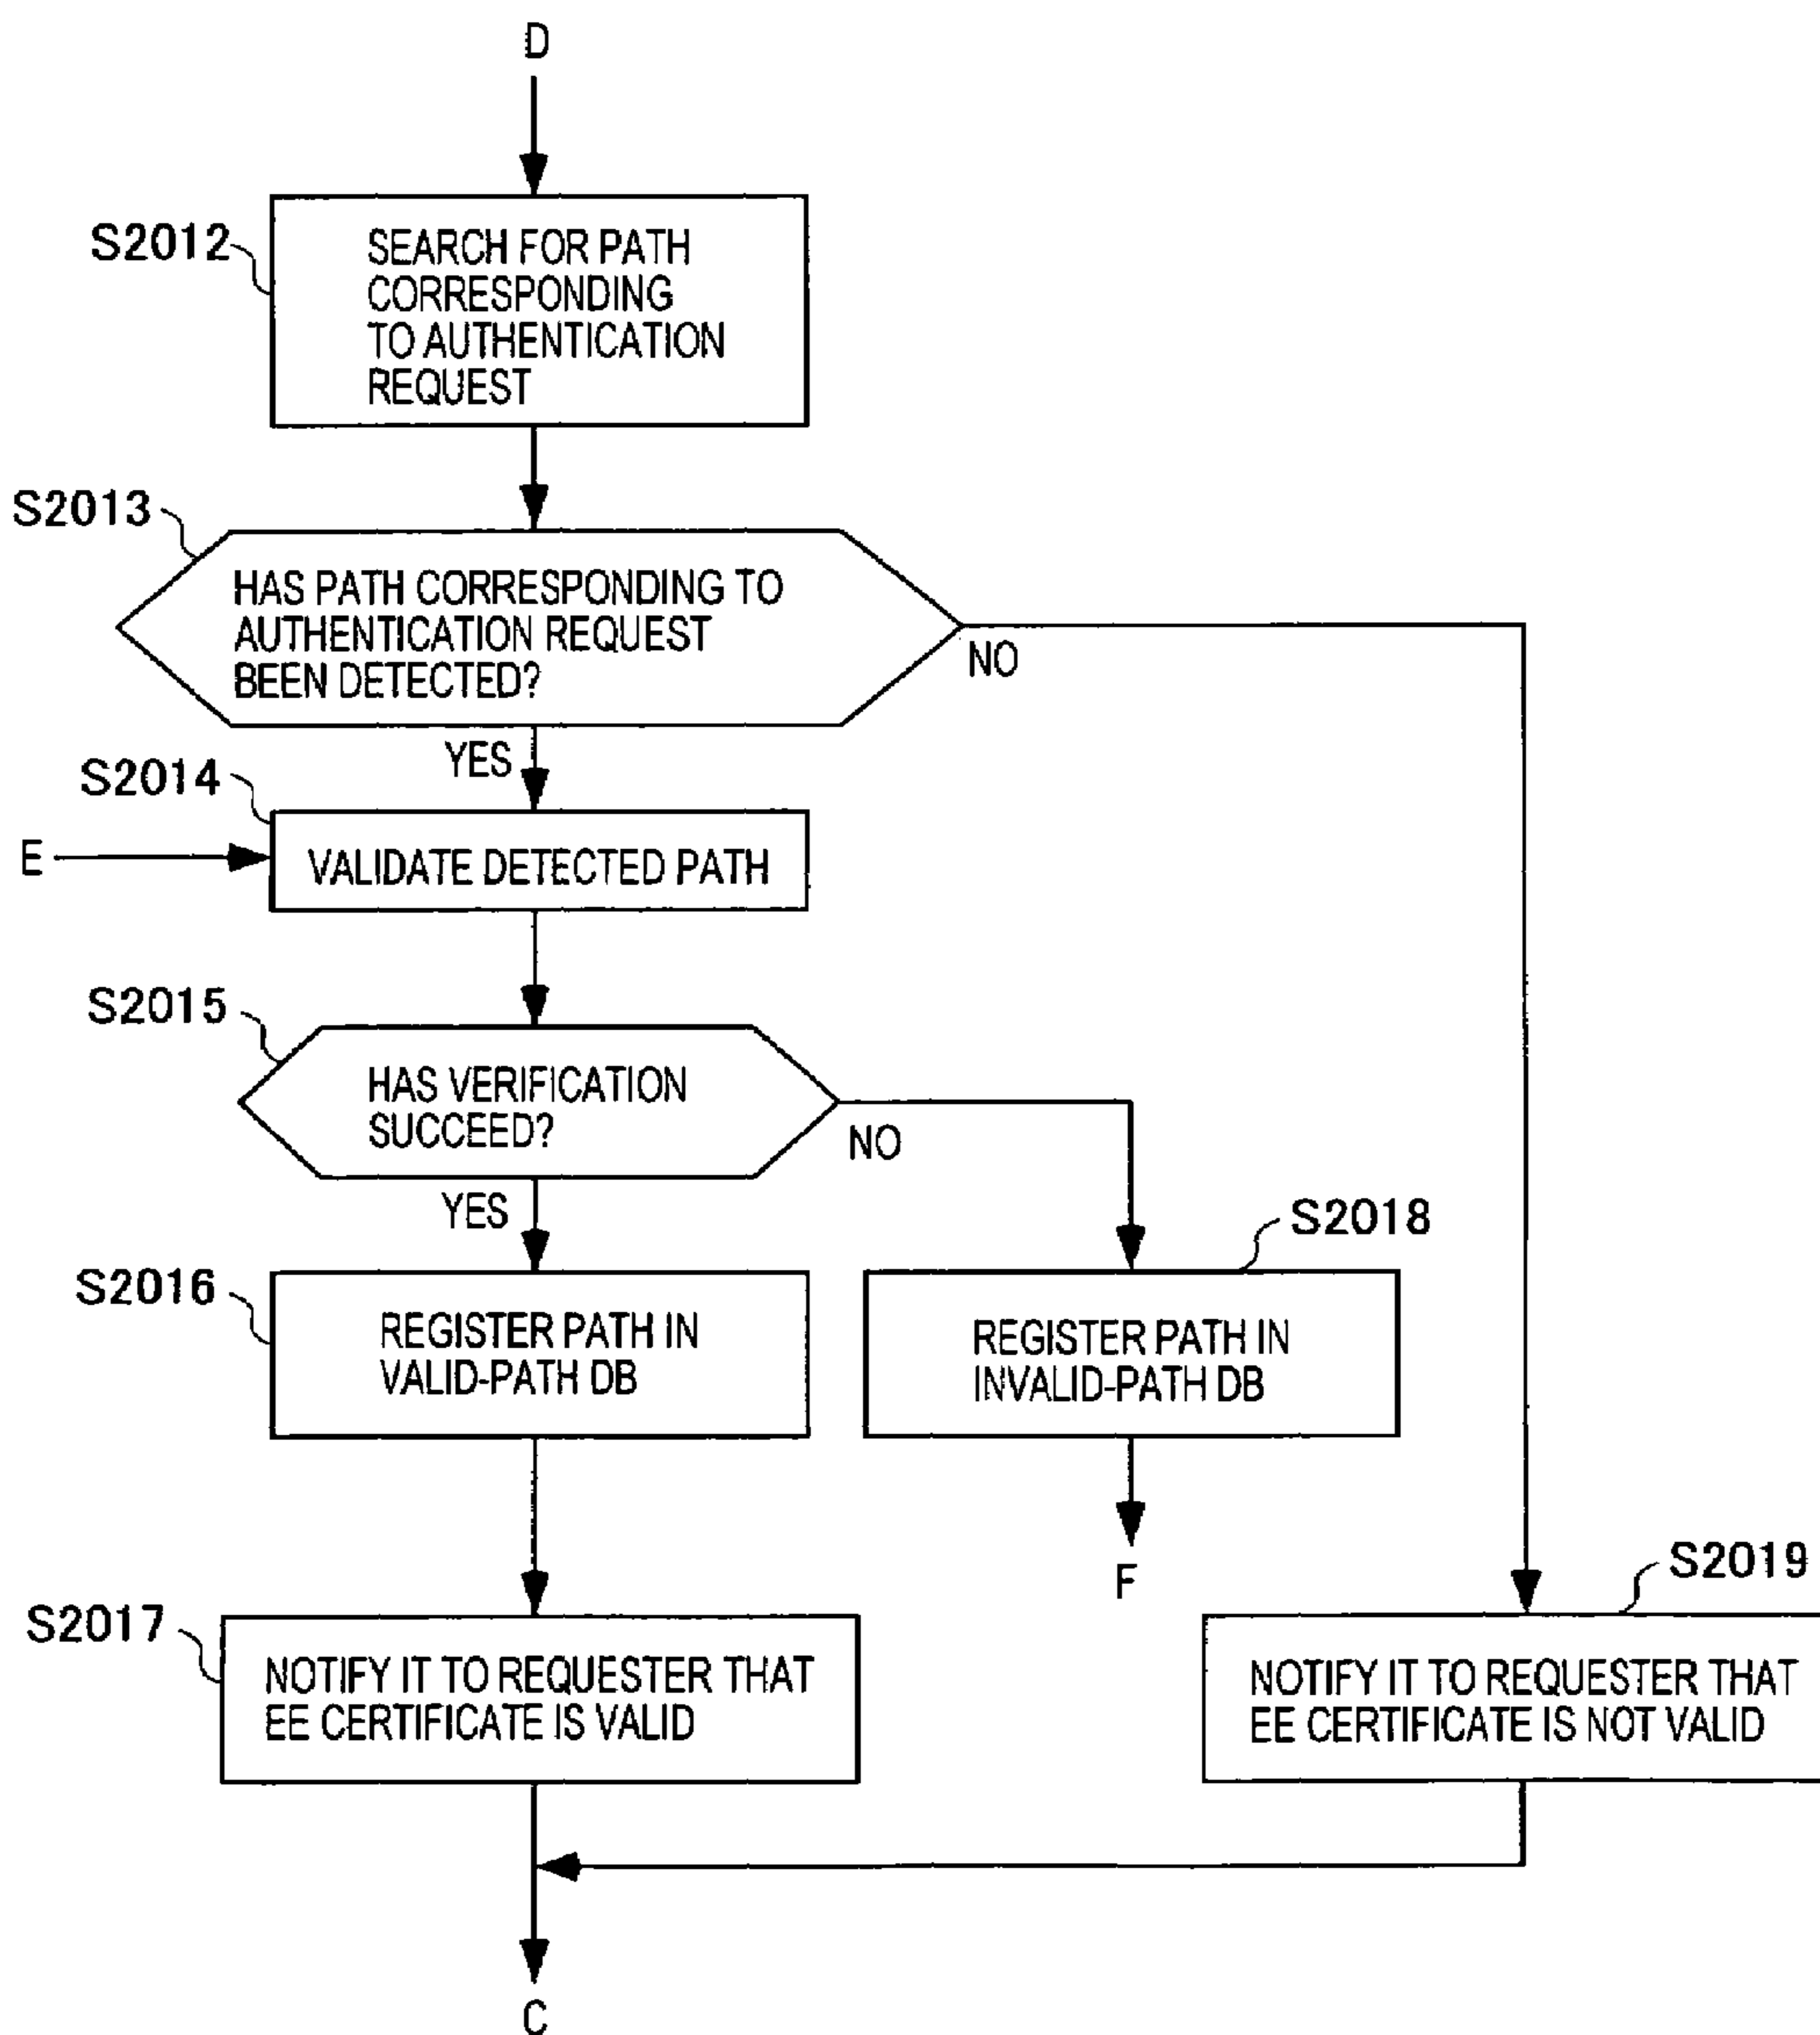 D
S2012
SEARCH FOR PATH
CORRESPONDING
TO AUTHENTICATION
REQUEST
S2013
HAS PATH CORRESPONDING TO
AUTHENTICATION REQUEST
BEEN DETECTED?
NO
YES
S2014
E
VALIDATE DETECTED PATH
S2015
HAS VERIFICATION
SUCCEED?
NO
YES
S2016
REGISTER PATH IN
VALID-PATH DB
S2018
REGISTER PATH IN
INVALID-PATH DB
F
S2017
NOTIFY IT TO REQUESTER THAT
EE CERTIFICATE IS VALID
S2019
NOTIFY IT TO REQUESTER THAT
EE CERTIFICATE IS NOT VALID
C